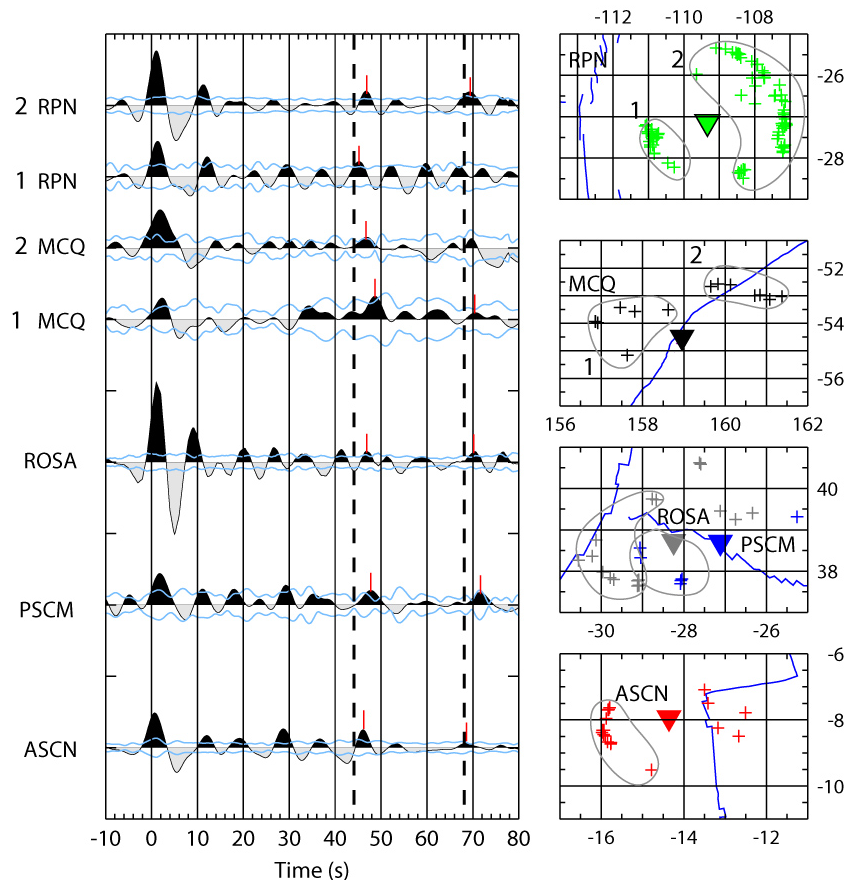 2 RPN
1 RPN
2 MCQ
1 MCQ
ROSA
PSCM
ASCN
-10 0 10 20 30 40 50 60 70 80
Time (s)
-112 -110 -108
RPN
2
1
-26
-28
MCQ
2
1
-52
-54
-56
156 158 160 162
ROSA
PSCM
40
38
-30 -28 -26
ASCN
-6
-8
-10
-16 -14 -12